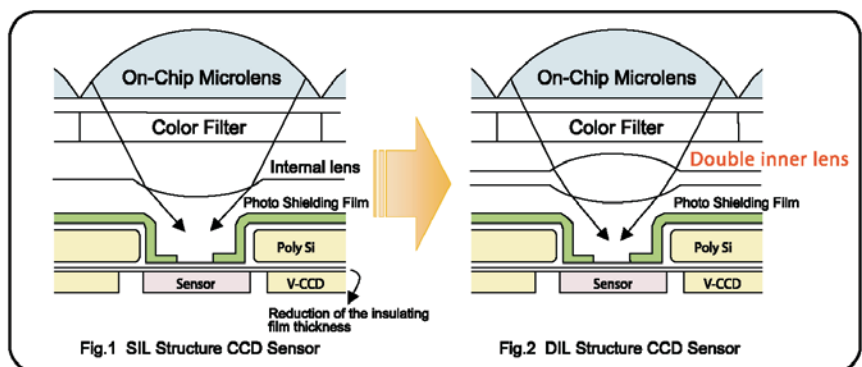 On-Chip Microlens
Color Filter
Internal lens
Photo Shielding Film
Poly Si
Sensor
V-CCD
Reduction of the insulating
film thickness
Fig.1 SIL Structure CCD Sensor
On-Chip Microlens
Color Filter
Double inner lens
Photo Shielding Film
Poly Si
Sensor
V-CCD
Fig.2 DIL Structure CCD Sensor